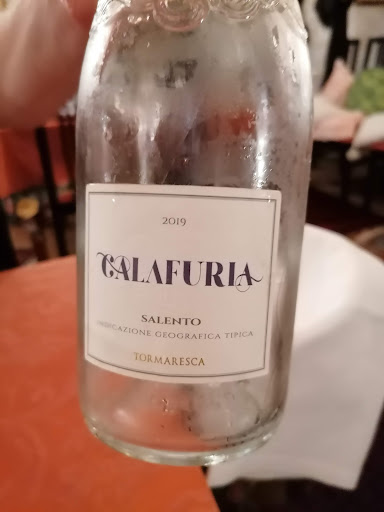 2019
CALAFURIA
SALENTO
INDICAZIONE GEOGRAFICA TIPICA
TORMARESCA